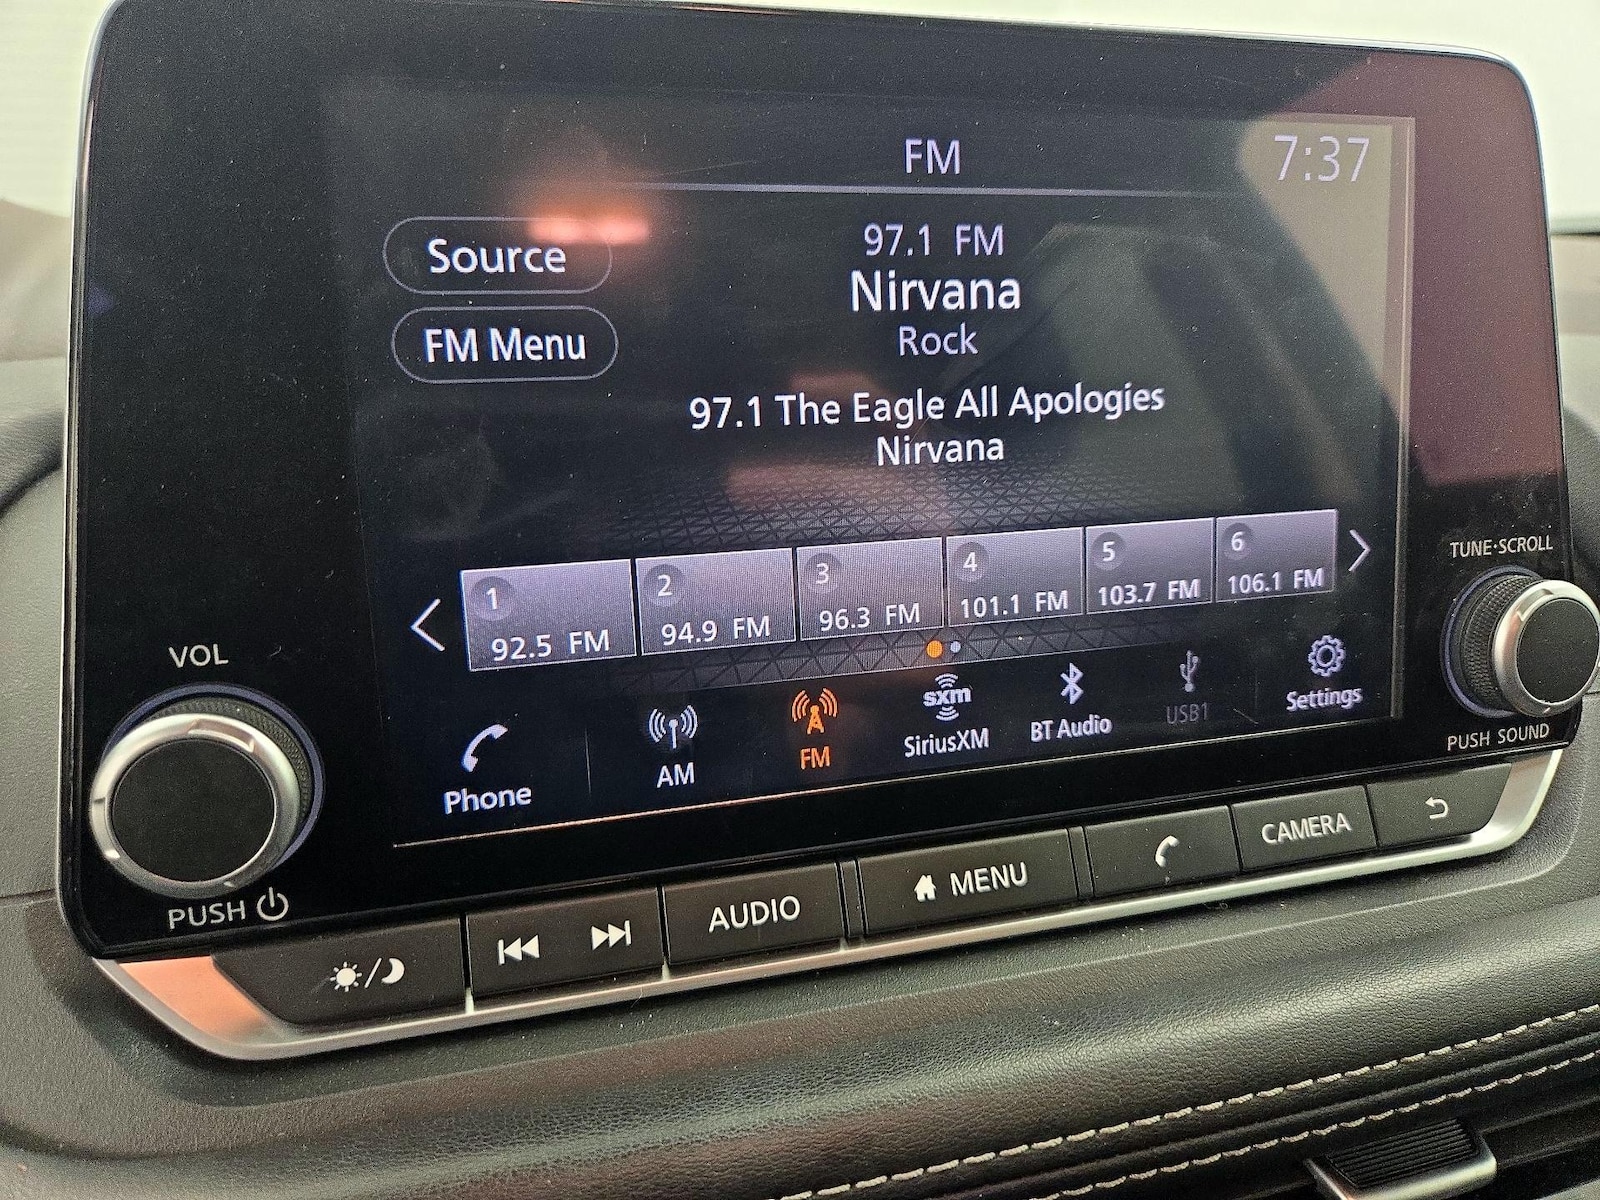 FM
7:37
Source
FM Menu
97.1 FM
Nirvana
Rock
97.1 The Eagle All Apologies
Nirvana
1
92.5 FM
2
94.9 FM
3
96.3 FM
4
101.1 FM
5
103.7 FM
6
106.1 FM
Phone
AM
FM
sxm
SiriusXM
BT Audio
USB1
Settings
VOL
PUSH
TUNE·SCROLL
PUSH SOUND
AUDIO
MENU
CAMERA